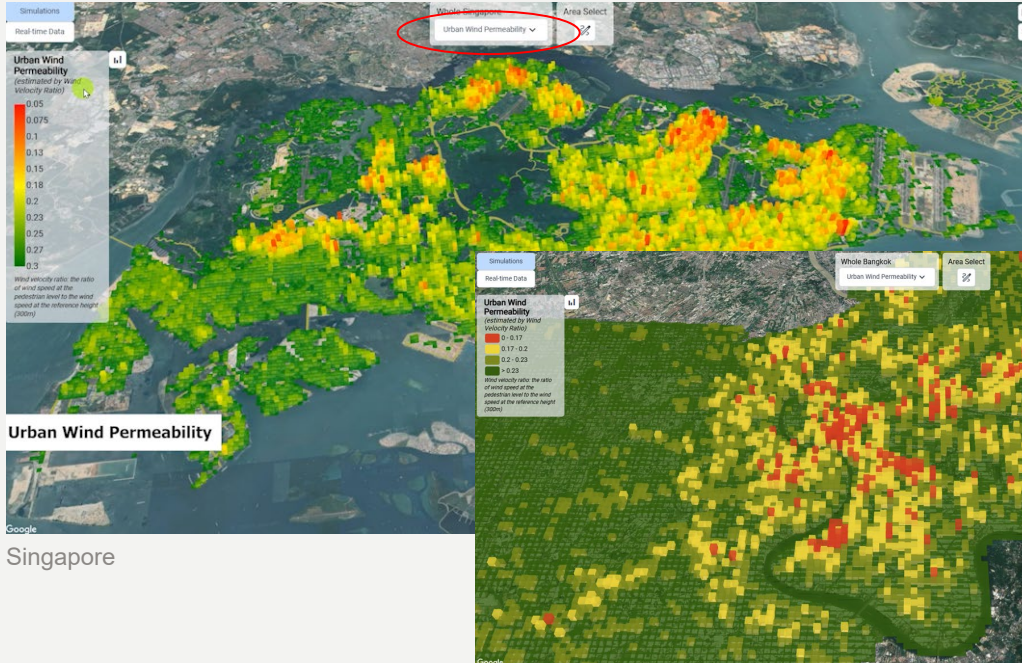 Simulations
Real-time Data
Whole Singapore
Urban Wind Permeability
Area Select
Urban Wind
Permeability
(estimated by Wind
Velocity Ratio)
0.05
0.075
0.1
0.13
0.15
0.18
0.2
0.23
0.25
0.27
0.3
Wind velocity ratio: the ratio
of wind speed at the
pedestrian level to the wind
speed at the reference height
(300m)
Urban Wind Permeability
Google
Singapore
Simulations
Real-time Data
Whole Bangkok
Urban Wind Permeability
Area Select
Urban Wind
Permeability
(estimated by Wind
Velocity Ratio)
0 - 0.17
0.17 - 0.2
0.2 - 0.23
> 0.23
Wind velocity ratio: the ratio
of wind speed at the
pedestrian level to the wind
speed at the reference height
(300m)
Google